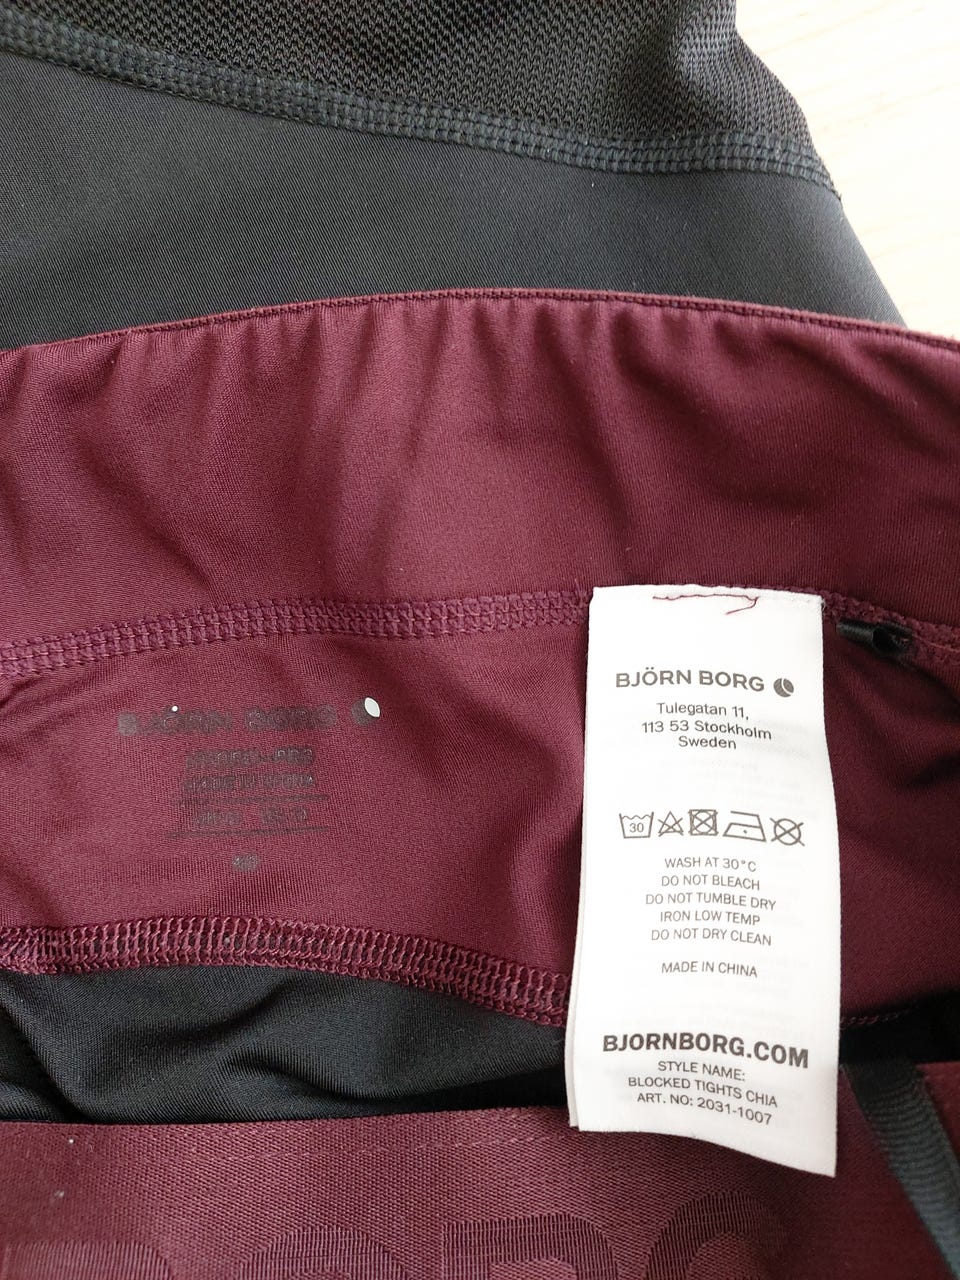 BJÖRN BORG
BJÖRN BORG
Tulegatan 11,
113 53 Stockholm
Sweden
30
WASH AT 30°C
DO NOT BLEACH
DO NOT TUMBLE DRY
IRON LOW TEMP
DO NOT DRY CLEAN
MADE IN CHINA
BJORNBORG.COM
STYLE NAME:
BLOCKED TIGHTS CHIA
ART. NO: 2031-1007